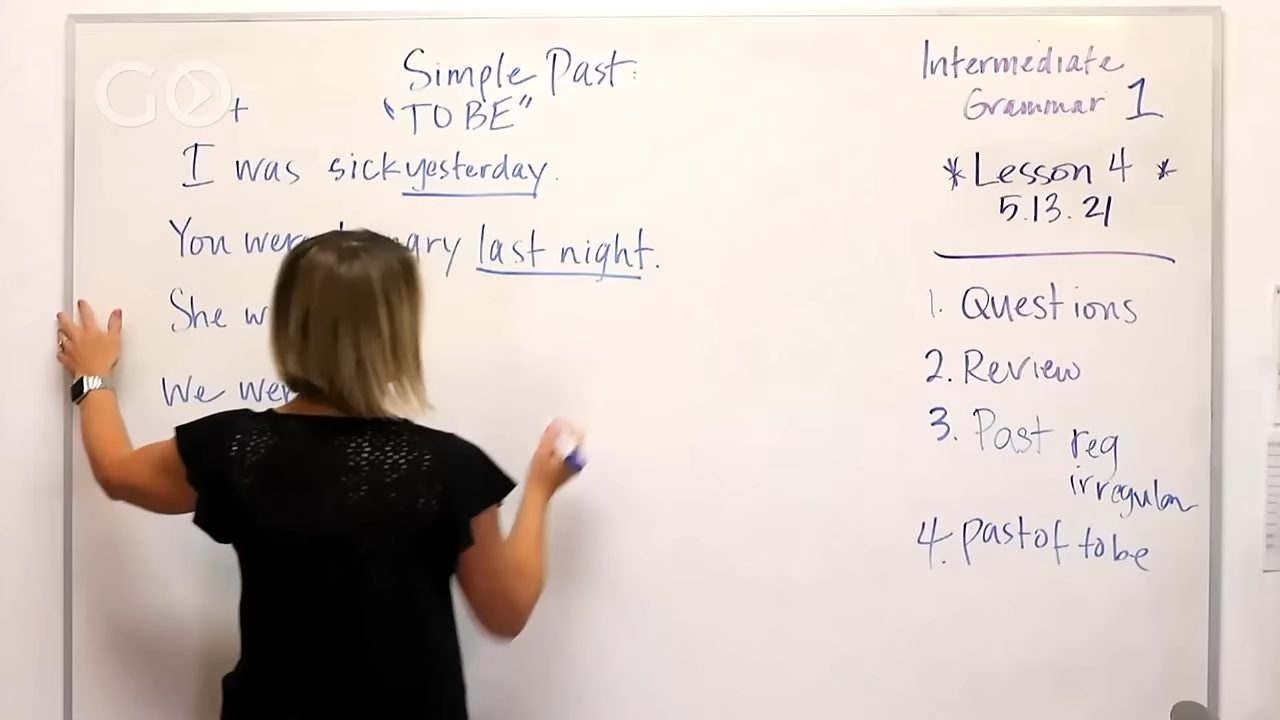 GO
Simple Past:
+ "TO BE"
I was sick yesterday.
You were last night.
She
We
Intermediate
Grammar 1
* Lesson 4 *
5.13.21
1. Questions
2. Review
3. Past reg
irregular
4. past of to be